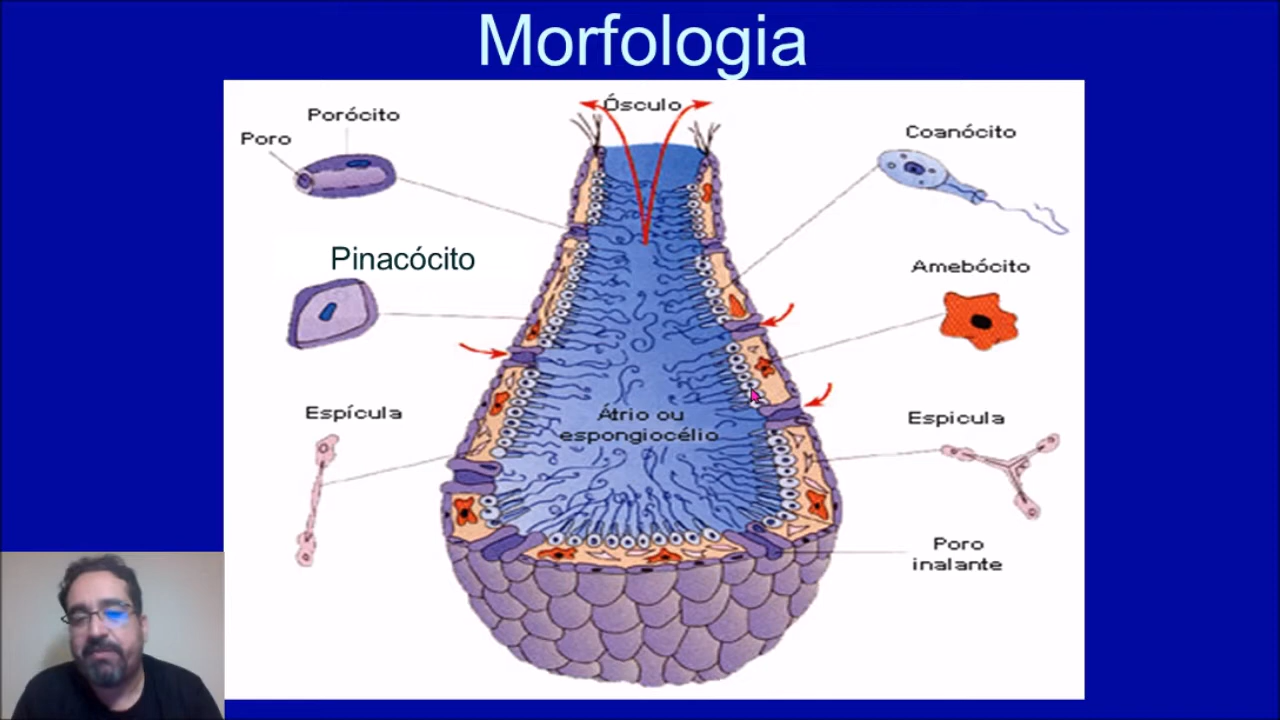 Morfologia
Ósculo
Porócito
Poro
Coanócito
Pinacócito
Amebócito
Espícula
Átrio ou
espongiocélio
Espicula
Poro
inalante